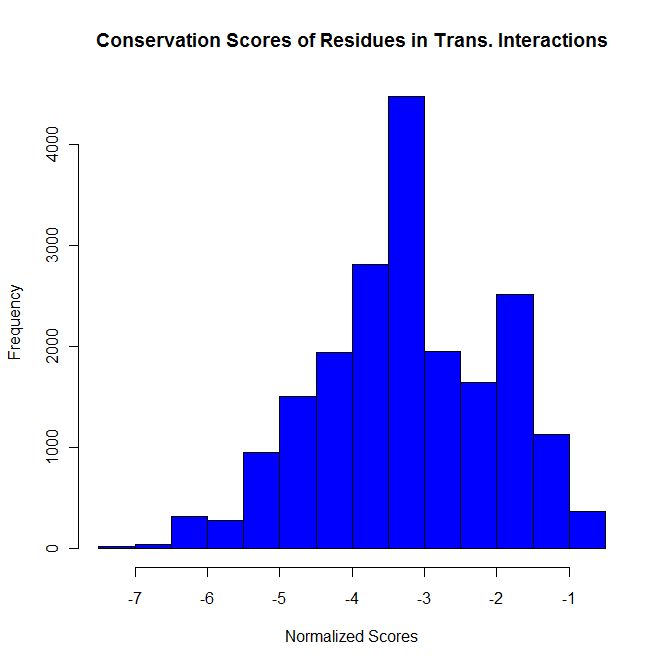 Conservation Scores of Residues in Trans. Interactions
4000
3000
2000
1000
0
Frequency
-7 -6 -5 -4 -3 -2 -1
Normalized Scores